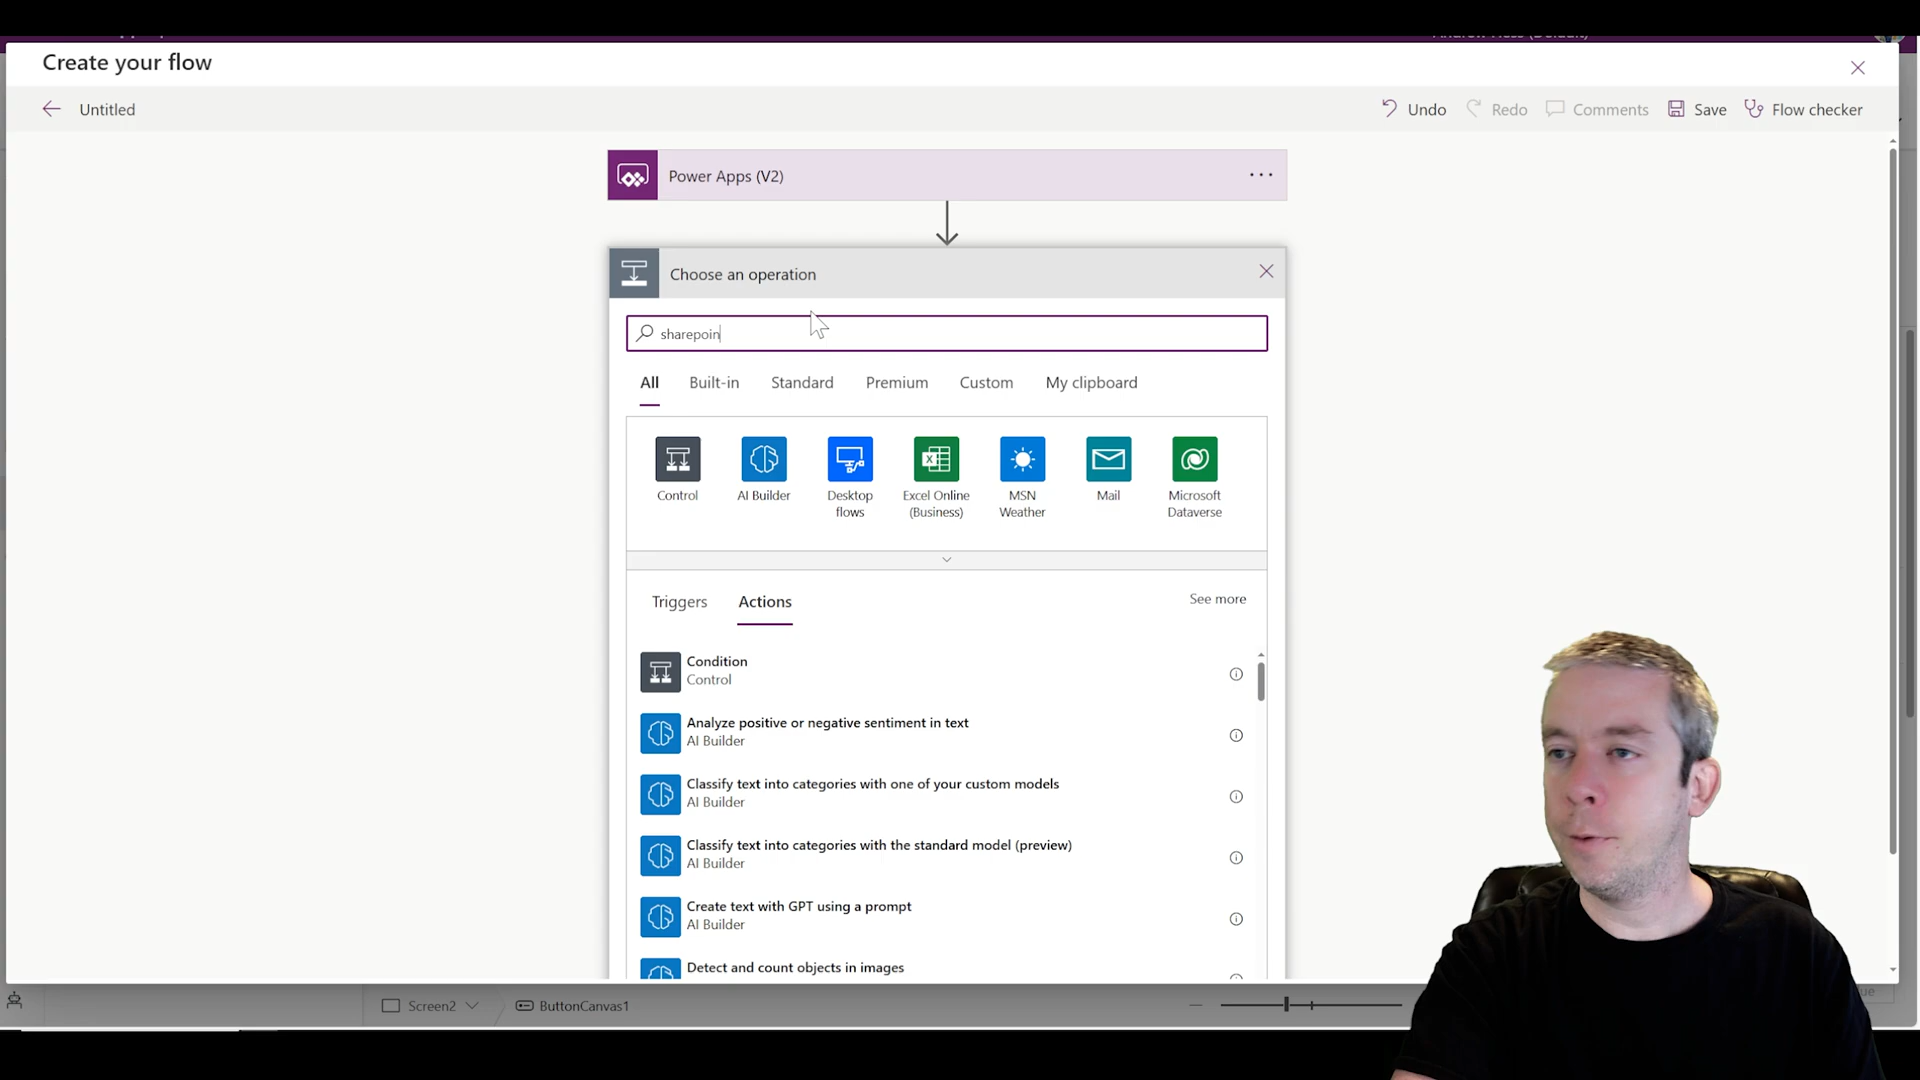 Create your flow
Untitled
Undo
Redo
Comments
Save
Flow checker
Power Apps (V2)
Choose an operation
sharepoin
All
Built-in
Standard
Premium
Custom
My clipboard
Control
AI Builder
Desktop
flows
Excel Online
(Business)
MSN
Weather
Mail
Microsoft
Dataverse
Triggers
Actions
See more
Condition
Control
Analyze positive or negative sentiment in text
AI Builder
Classify text into categories with one of your custom models
AI Builder
Classify text into categories with the standard model (preview)
AI Builder
Create text with GPT using a prompt
AI Builder
Detect and count objects in images
Screen2
ButtonCanvas1